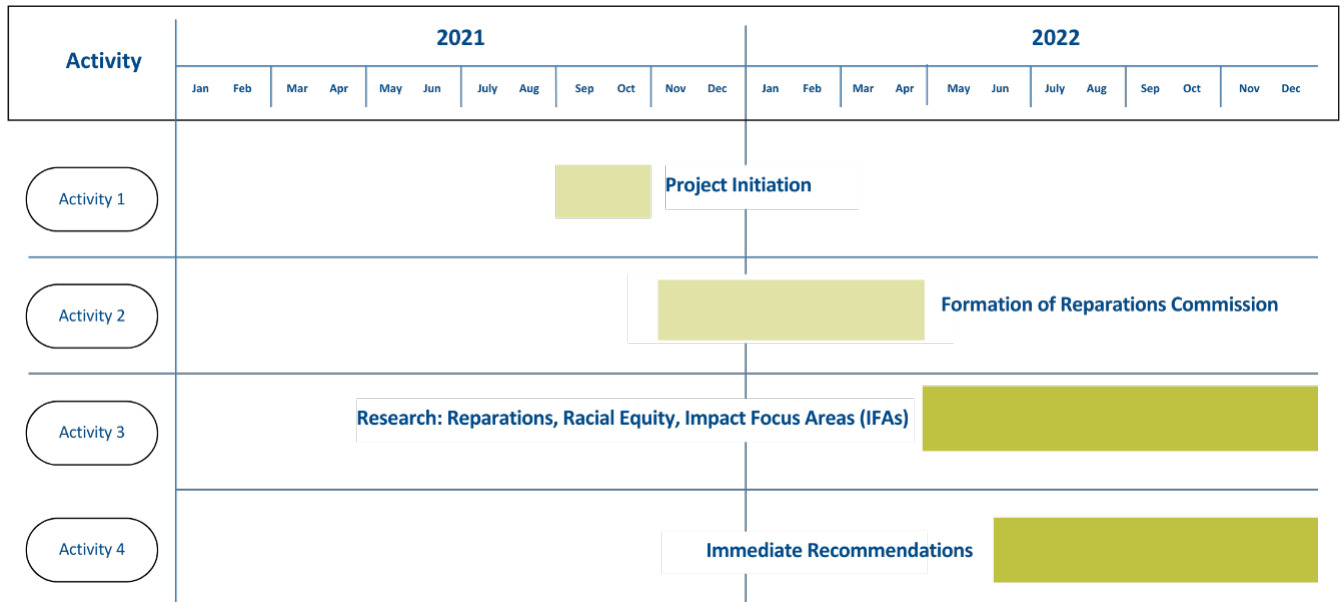 Activity
2021
2022
Jan Feb Mar Apr May Jun July Aug Sep Oct Nov Dec Jan Feb Mar Apr May Jun July Aug Sep Oct Nov Dec
Activity 1
Project Initiation
Activity 2
Formation of Reparations Commission
Activity 3
Research: Reparations, Racial Equity, Impact Focus Areas (IFAs)
Activity 4
Immediate Recommendations